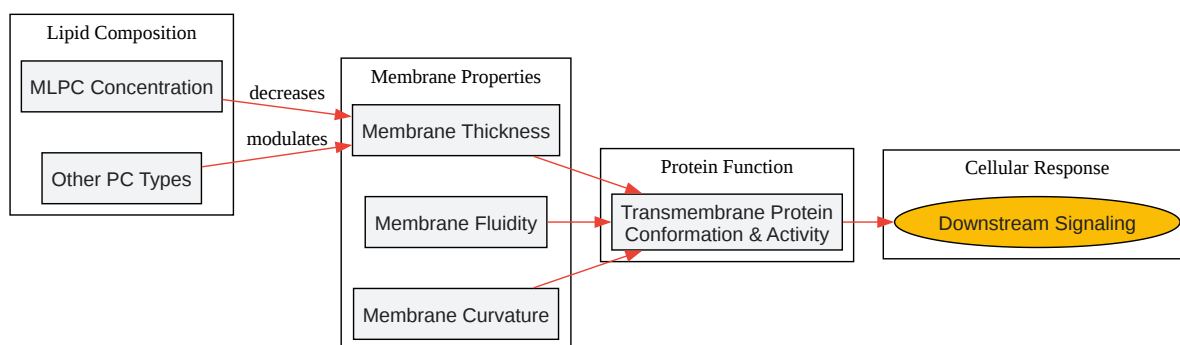 Lipid Composition
MLPC Concentration
Other PC Types
decreases
modulates
Membrane Properties
Membrane Thickness
Membrane Fluidity
Membrane Curvature
Protein Function
Transmembrane Protein
Conformation & Activity
Cellular Response
Downstream Signaling